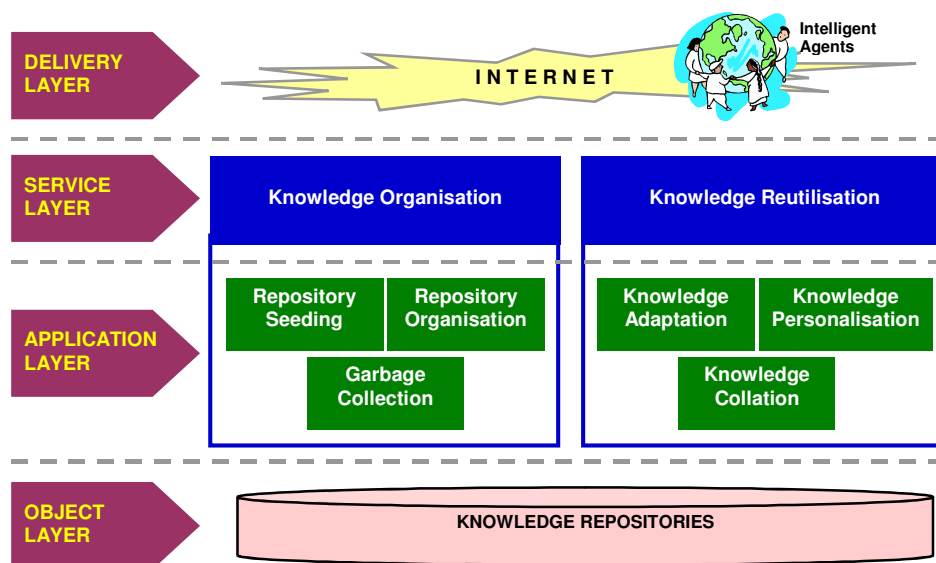 DELIVERY
LAYER
INTERNET
Intelligent
Agents
SERVICE
LAYER
Knowledge Organisation
Knowledge Reutilisation
APPLICATION
LAYER
Repository
Seeding
Repository
Organisation
Garbage
Collection
Knowledge
Adaptation
Knowledge
Personalisation
Knowledge
Collation
OBJECT
LAYER
KNOWLEDGE REPOSITORIES